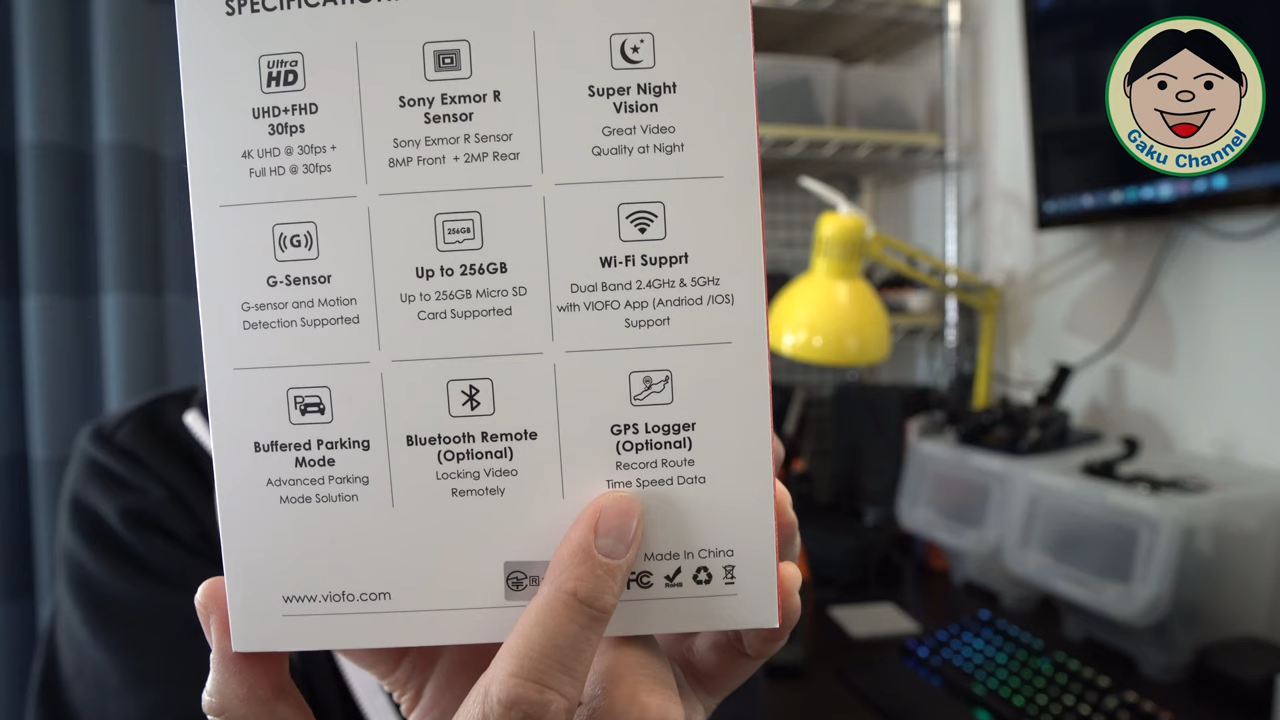 Ultra
HD
UHD+FHD
30fps
4K UHD @ 30fps +
Full HD @ 30fps
Sony Exmor R
Sensor
Sony Exmor R Sensor
8MP Front + 2MP Rear
Super Night
Vision
Great Video
Quality at Night
((G))
G-Sensor
G-sensor and Motion
Detection Supported
256GB
Up to 256GB
Up to 256GB Micro SD
Card Supported
Wi-Fi Supprt
Dual Band 2.4GHz & 5GHz
with VIOFO App (Andriod /IOS)
Support
P
Buffered Parking
Mode
Advanced Parking
Mode Solution
Bluetooth Remote
(Optional)
Locking Video
Remotely
GPS Logger
(Optional)
Record Route
Time Speed Data
Made In China
R
FC
RoHS
www.viofo.com
Gaku Channel